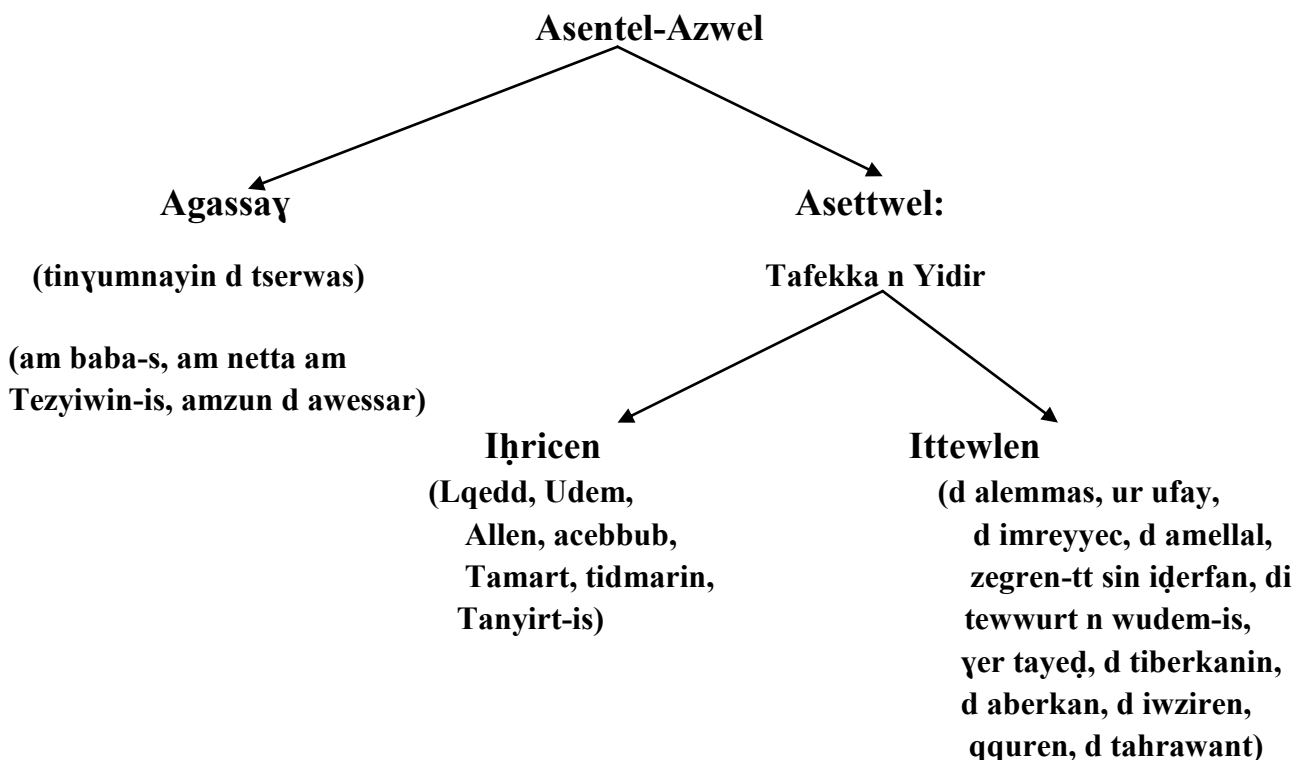 Asentel-Azwel
Agassaɣ
Asettwel:
(tinɣumnayin d tserwas)
Tafekka n Yidir
(am baba-s, am netta am
Tezyiwin-is, amzun d awessar)
Iḥricen
(Lqedd, Udem,
Allen, acebbub,
Tamart, tidmarin,
Tanyirt-is)
Ittewlen
(d alemmas, ur ufay,
d imreyyec, d amellal,
zegren-tt sin iḍerfan, di
tewwurt n wudem-is,
ɣer tayeḍ, d tiberkanin,
d aberkan, d iwziren,
qquren, d tahrawant)